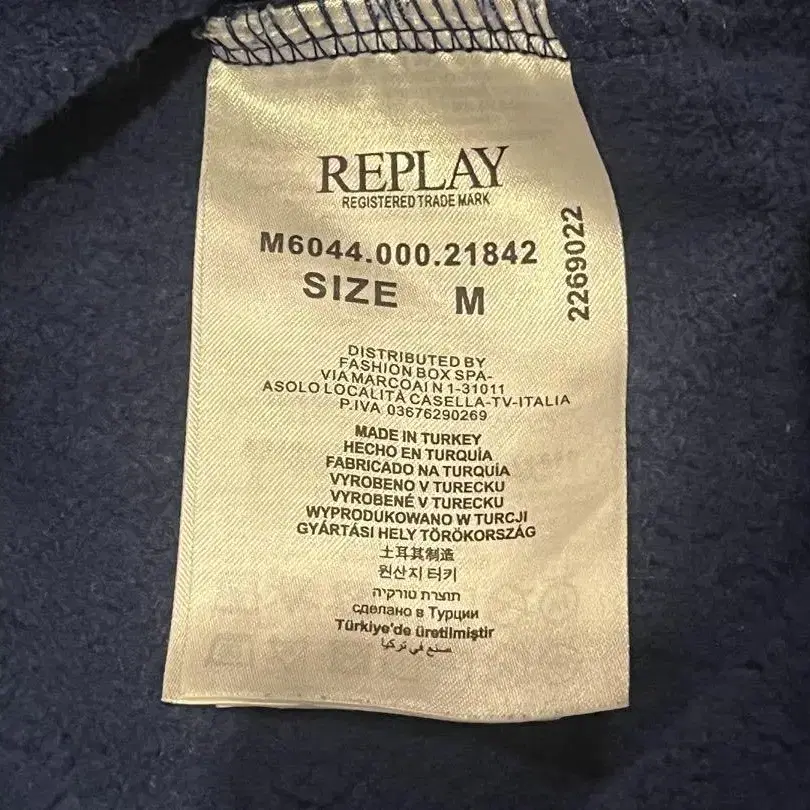 REPLAY
REGISTERED TRADE MARK
M6044.000.21842
SIZE M
2269022
DISTRIBUTED BY
FASHION BOX SPA-
VIA MARCOAI N 1-31011
ASOLO LOCALITÀ CASELLA-TV-ITALIA
P.IVA 03676290269
MADE IN TURKEY
HECHO EN TURQUÍA
FABRICADO NA TURQUÍA
VYROBENO V TURECKU
VYROBENÉ V TURECKU
WYPRODUKOWANO W TURCJI
GYÁRTÁSI HELY TÖRÖKORSZÁG
土耳其制造
원산지 터키
תוצרת טורקיה
сделано в Турции
Türkiye'de üretilmiştir
صنع في تركيا